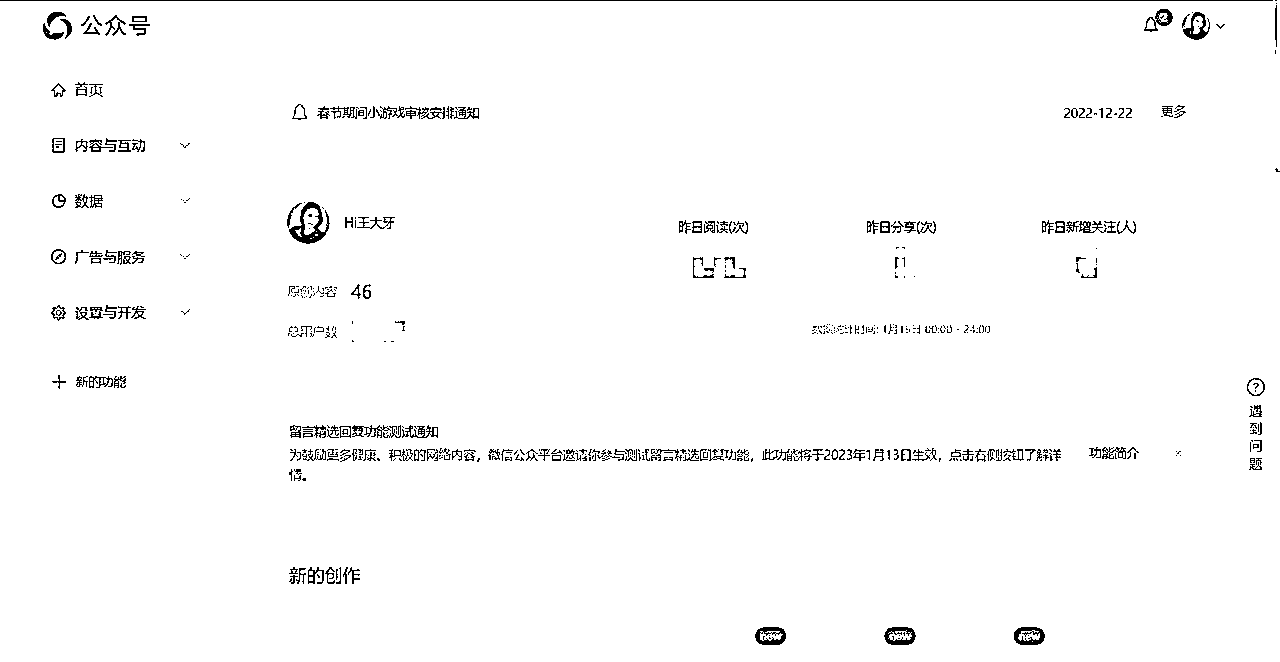 公众号
2
首页
春节期间小游戏审核安排通知 2022-12-22 更多
内容与互动
数据
Hi王大牙
昨日阅读(次) 昨日分享(次) 昨日新增关注(人)
广告与服务
原创内容 46
设置与开发
总用户数
数据统计时间: 1月15日 00:00 - 24:00
新的功能
遇到问题
留言精选回复功能测试通知
为鼓励更多健康、积极的网络内容，微信公众平台邀请你参与测试留言精选回复功能，此功能将于2023年1月13日生效，点击右侧按钮了解详 功能简介
情。
新的创作
new new new